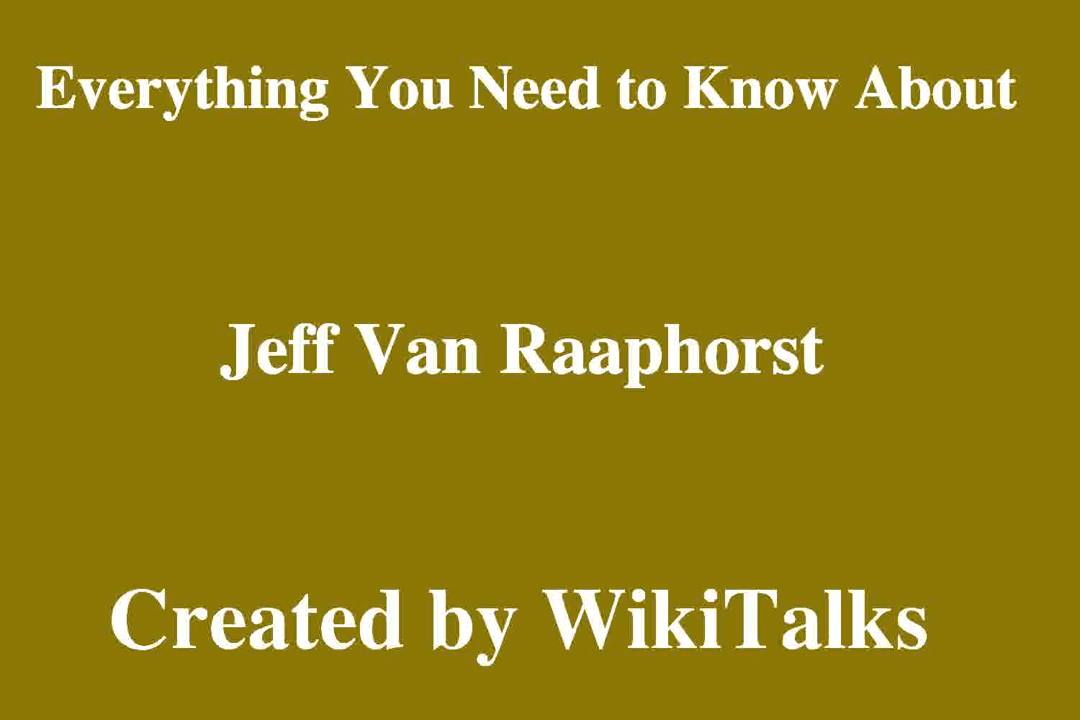 Everything You Need to Know About
Jeff Van Raaphorst
Created by WikiTalks